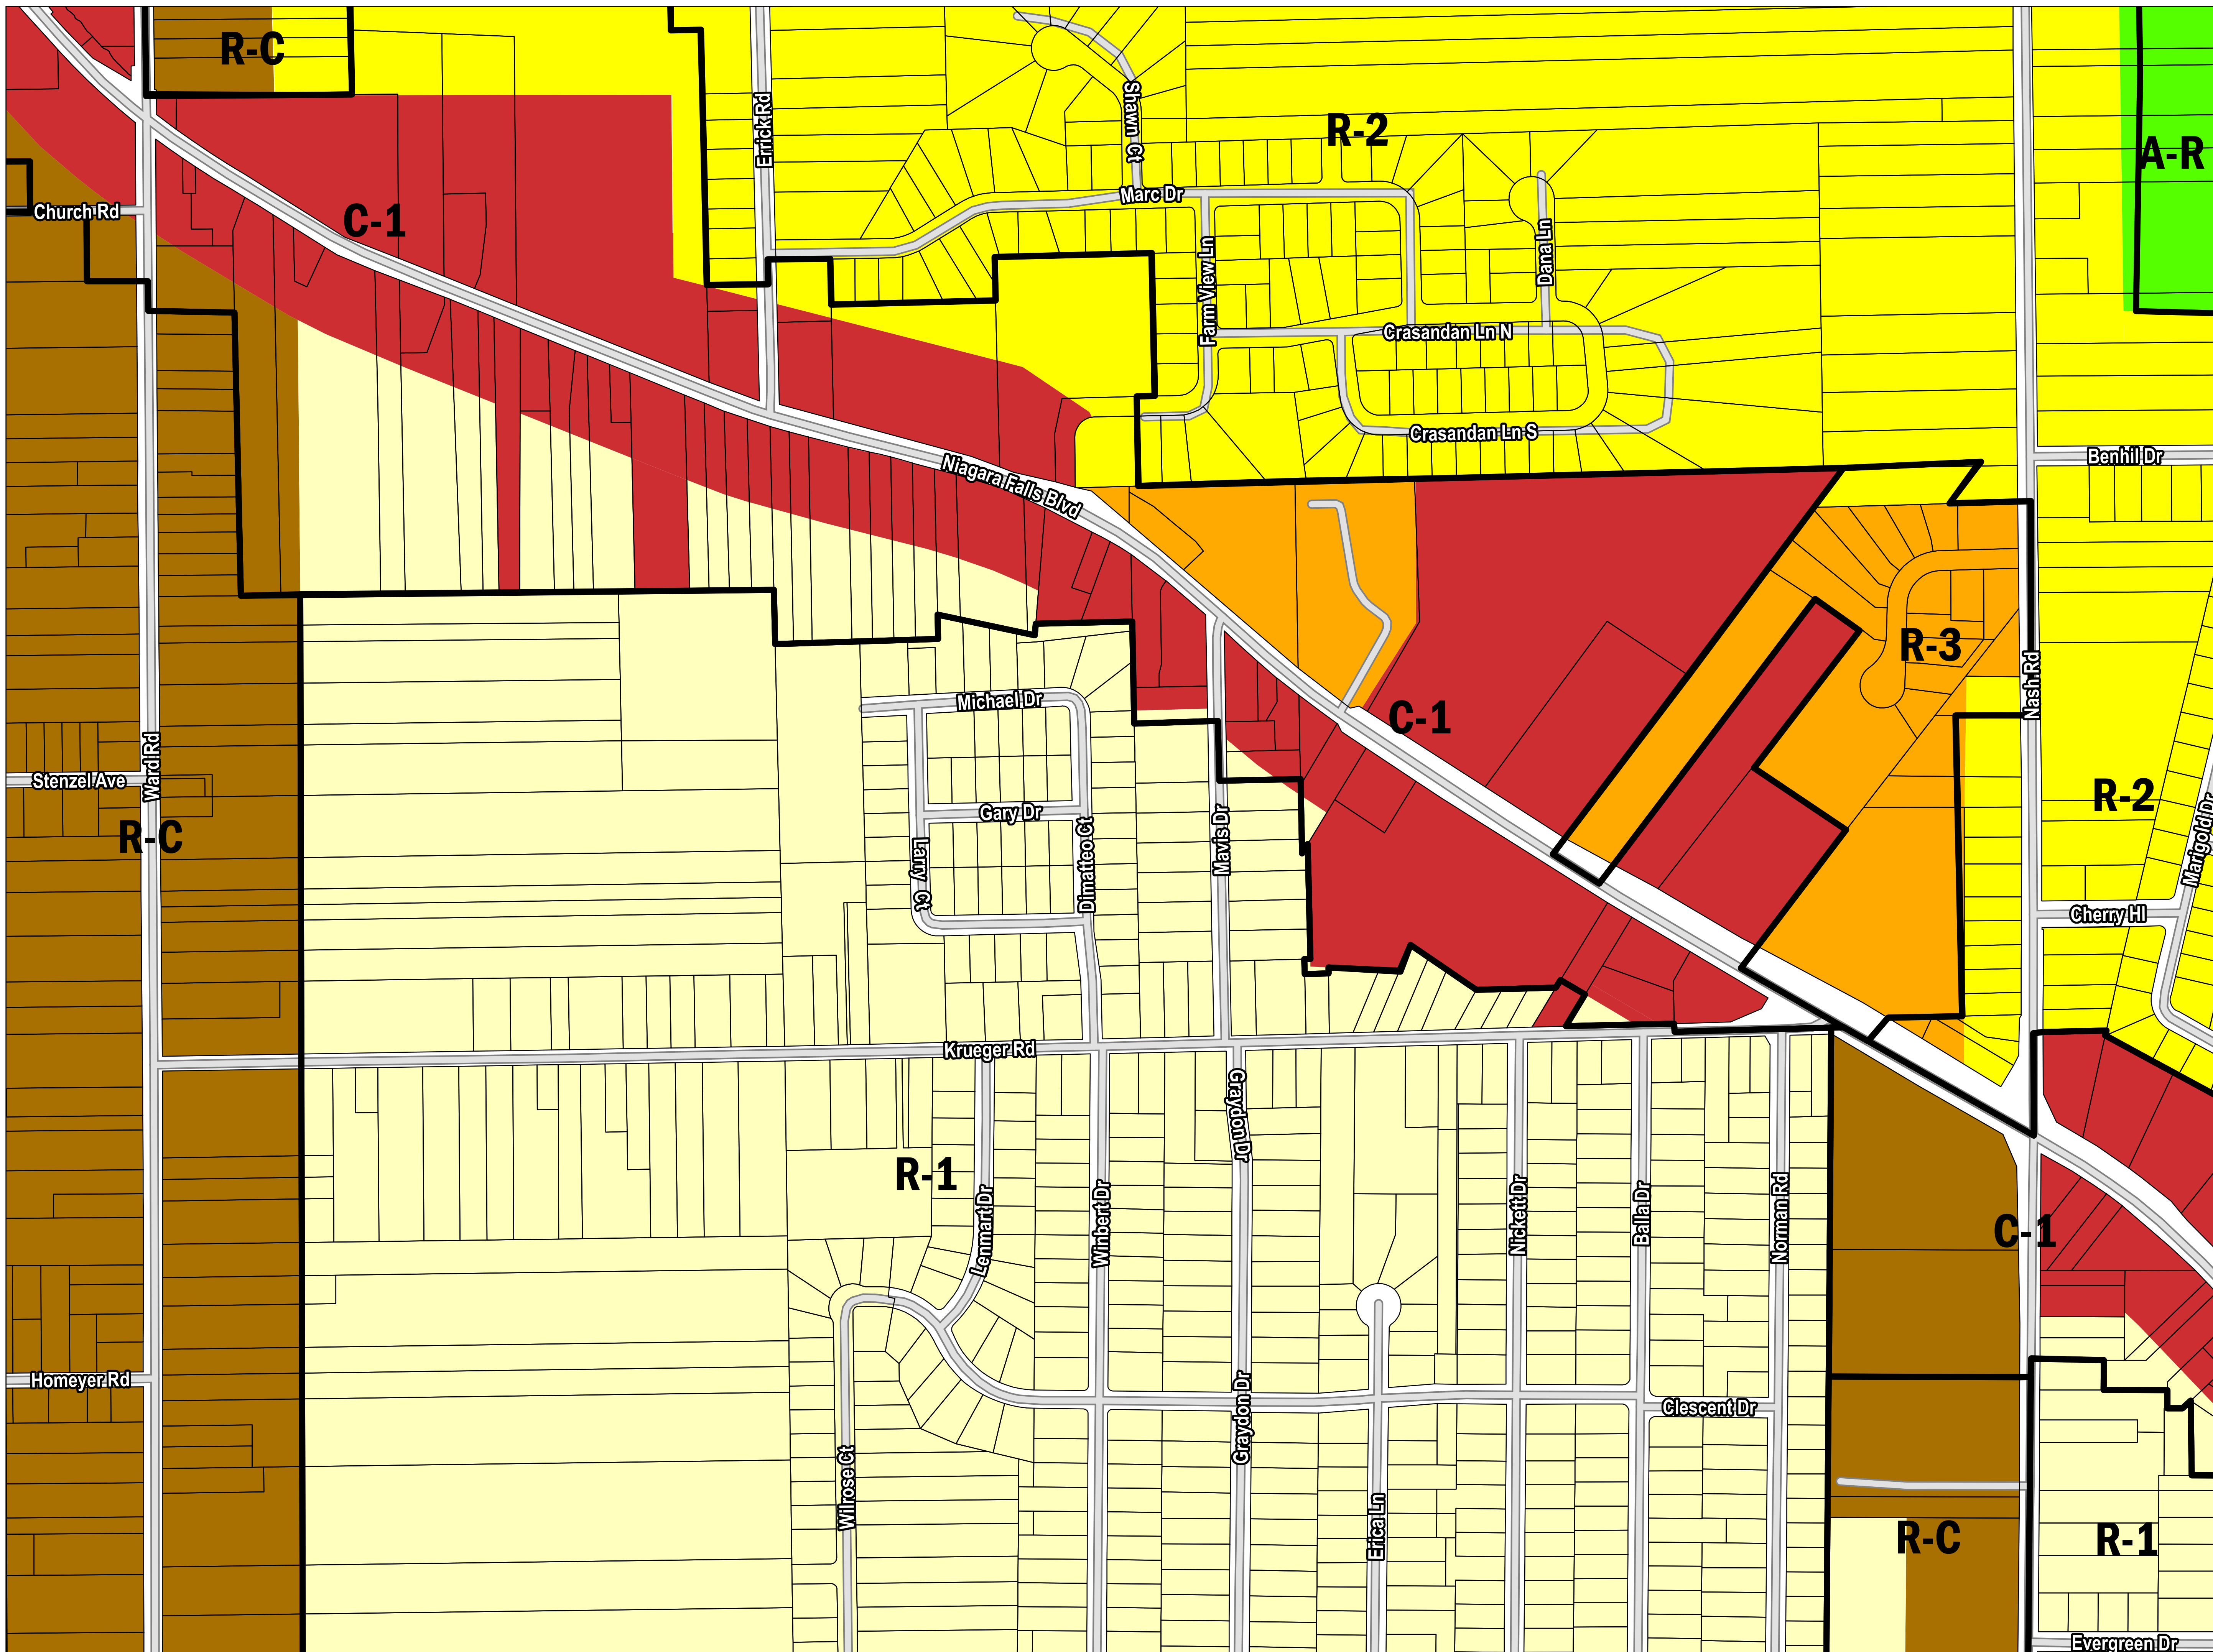 R-C
Errick Rd
Shawn Ct
R-2
A-R
Marc Dr
Church Rd
C-1
Farm View Ln
Dana Ln
Crasandan Ln N
Crasandan Ln S
Benhil Dr
Niagara Falls Blvd
R-3
Nash Rd
Michael Dr
C-1
Ward Rd
Stenzel Ave
R-2
Marigold Dr
Gary Dr
R-C
Larry Ct
Dimatteo Ct
Mavis Dr
Cherry Hl
Krueger Rd
Graydon Dr
R-1
Lenmart Dr
Winbert Dr
Nickett Dr
Balla Dr
Norman Rd
C-1
Homeyer Rd
Graydon Dr
Clescent Dr
Wilrose Ct
Erica Ln
R-C
R-1
Evergreen Dr